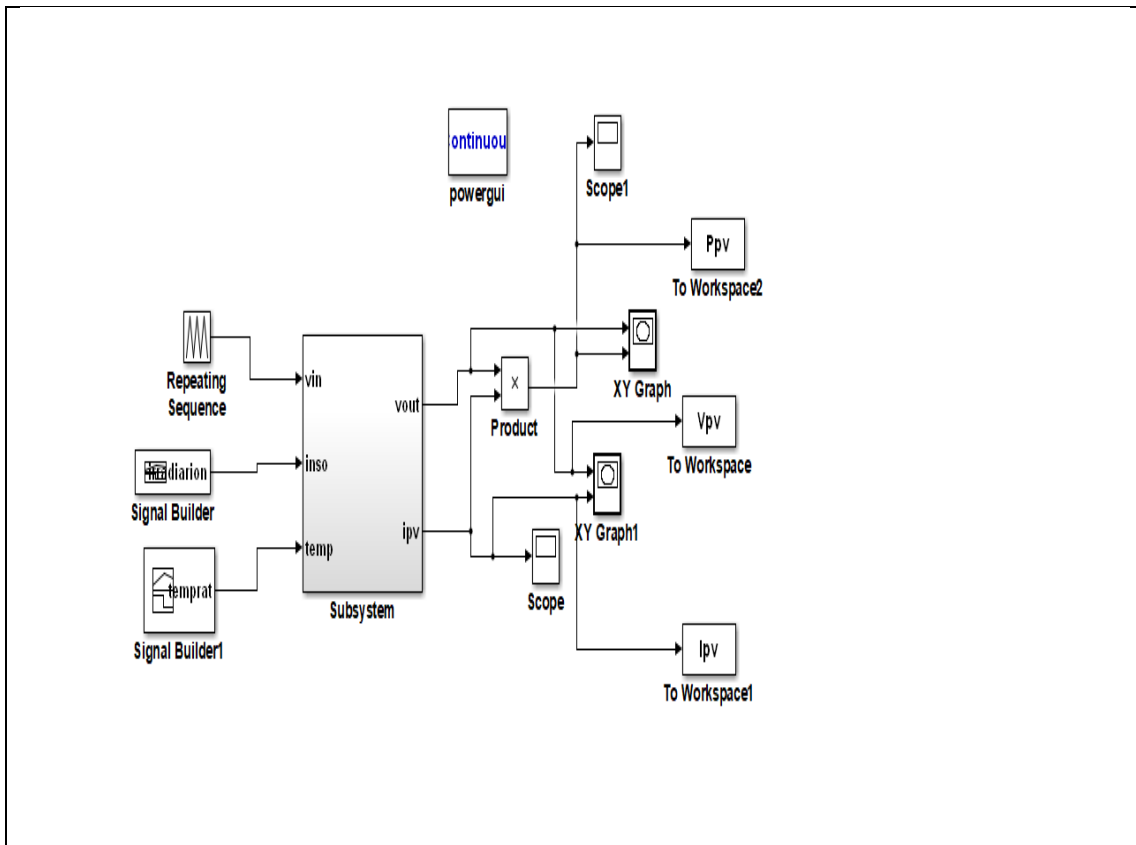 ontinuou
powergui
Scope1
Ppv
To Workspace2
Repeating
Sequence
vin
vout
x
Product
XY Graph
Vpv
To Workspace
diarion
Signal Builder
inso
XY Graph1
ipv
temprat
temp
Scope
Subsystem
Signal Builder1
Ipv
To Workspace1